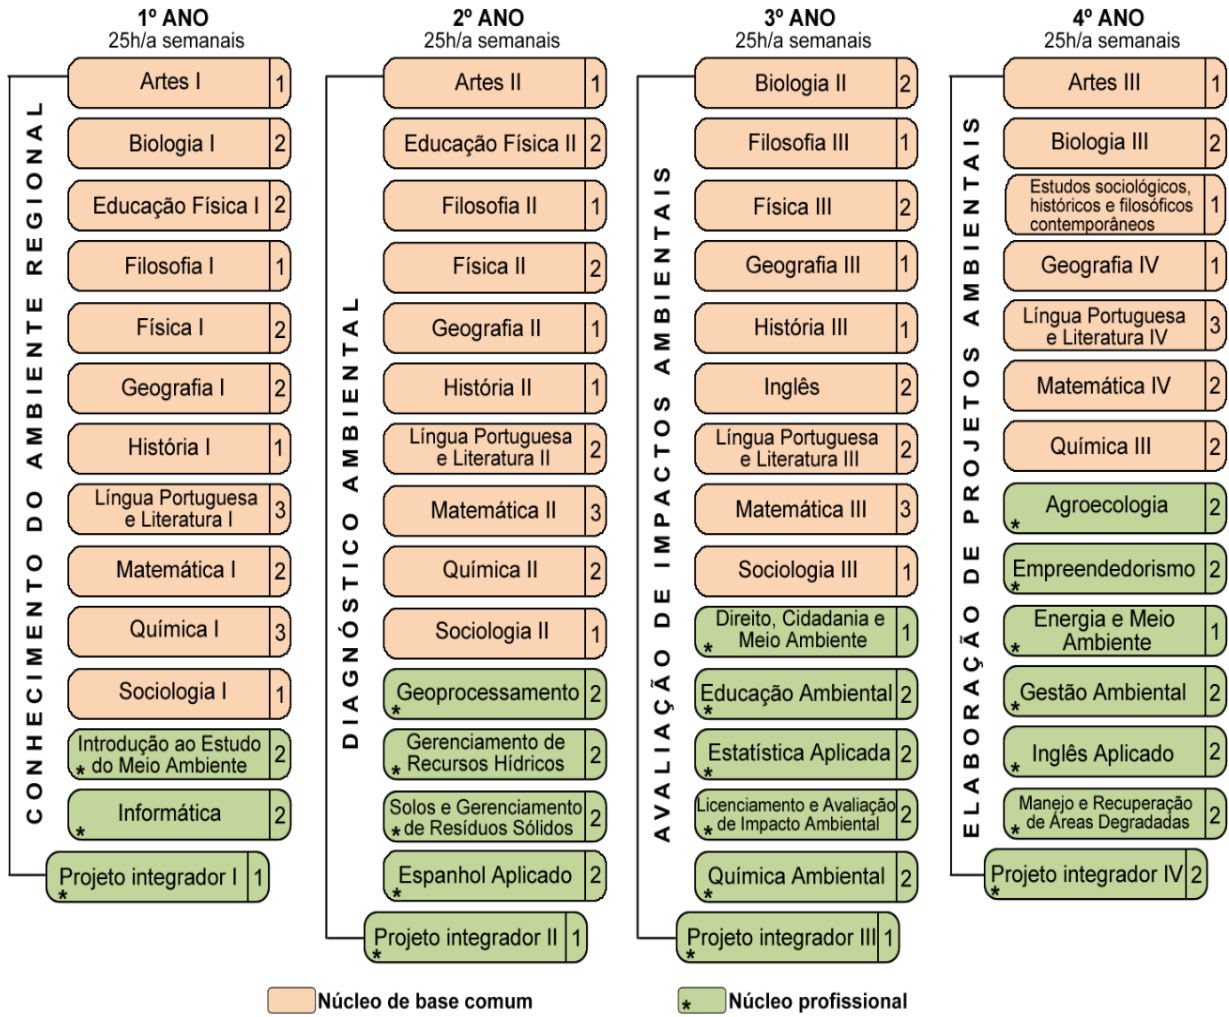 1º ANO
25h/a semanais
CONHECIMENTO DO AMBIENTE REGIONAL
Artes I 1
Biologia I 2
Educação Física I 2
Filosofia I 1
Física I 2
Geografia I 2
História I 1
Língua Portuguesa
e Literatura I 3
Matemática I 2
Química I 3
Sociologia I 1
Introdução ao Estudo
* do Meio Ambiente 2
* Informática 2
* Projeto integrador I 1
2º ANO
25h/a semanais
DIAGNÓSTICO AMBIENTAL
Artes II 1
Educação Física II 2
Filosofia II 1
Física II 2
Geografia II 1
História II 1
Língua Portuguesa
e Literatura II 2
Matemática II 3
Química II 2
Sociologia II 1
* Geoprocessamento 2
Gerenciamento de
* Recursos Hídricos 2
Solos e Gerenciamento
* de Resíduos Sólidos 2
* Espanhol Aplicado 2
* Projeto integrador II 1
3º ANO
25h/a semanais
AVALIAÇÃO DE IMPACTOS AMBIENTAIS
Biologia II 2
Filosofia III 1
Física III 2
Geografia III 1
História III 1
Inglês 2
Língua Portuguesa
e Literatura III 2
Matemática III 3
Sociologia III 1
Direito, Cidadania e
* Meio Ambiente 1
* Educação Ambiental 2
* Estatística Aplicada 2
Licenciamento e Avaliação
* de Impacto Ambiental 2
* Química Ambiental 2
* Projeto integrador III 1
4º ANO
25h/a semanais
ELABORAÇÃO DE PROJETOS AMBIENTAIS
Artes III 1
Biologia III 2
Estudos sociológicos,
históricos e filosóficos
contemporâneos 1
Geografia IV 1
Língua Portuguesa
e Literatura IV 3
Matemática IV 2
Química III 2
* Agroecologia 2
* Empreendedorismo 2
Energia e Meio
* Ambiente 1
* Gestão Ambiental 2
* Inglês Aplicado 2
Manejo e Recuperação
* de Áreas Degradadas 2
* Projeto integrador IV 2
Núcleo de base comum
* Núcleo profissional